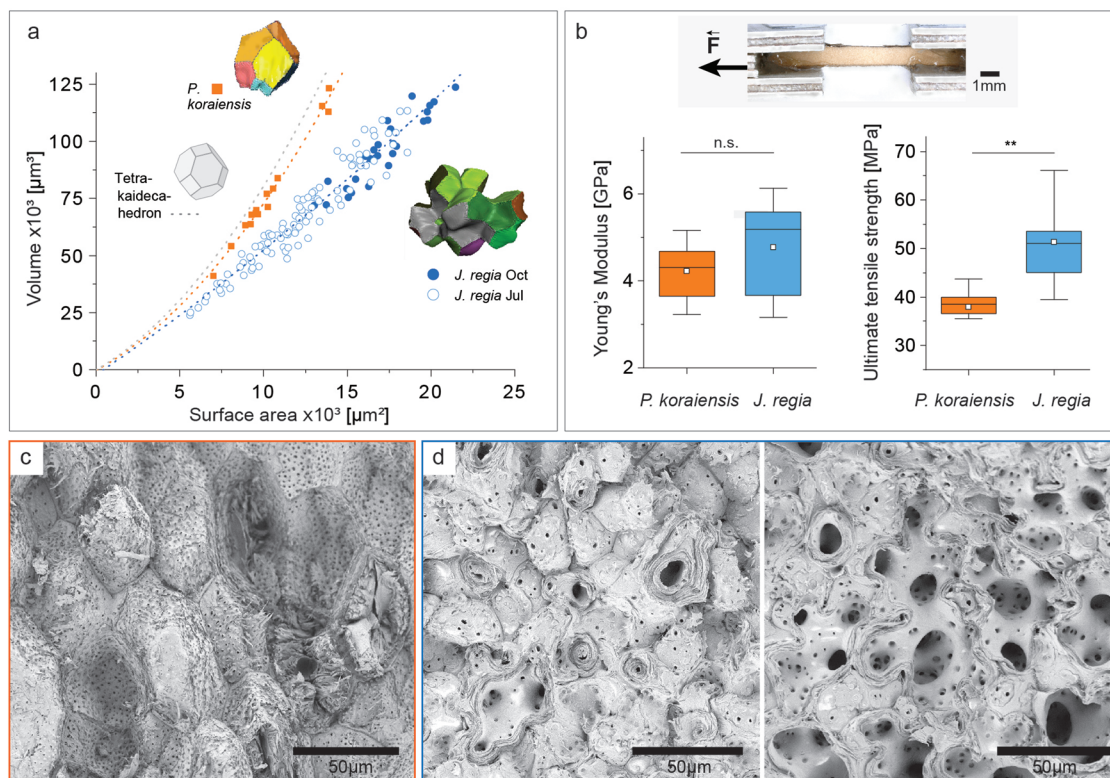 a
P.
koraiensis
Tetra-
kaideca-
hedron
Volume x10³ [µm³]
125
100
75
50
25
0
0
5
10
15
20
25
Surface area x10³ [µm²]
J. regia Oct
J. regia Jul
b
F
1mm
n.s.
Young's Modulus [GPa]
6
4
2
P. koraiensis
J. regia
**
Ultimate tensile strength [MPa]
70
60
50
40
30
P. koraiensis
J. regia
c
50µm
d
50µm
50µm